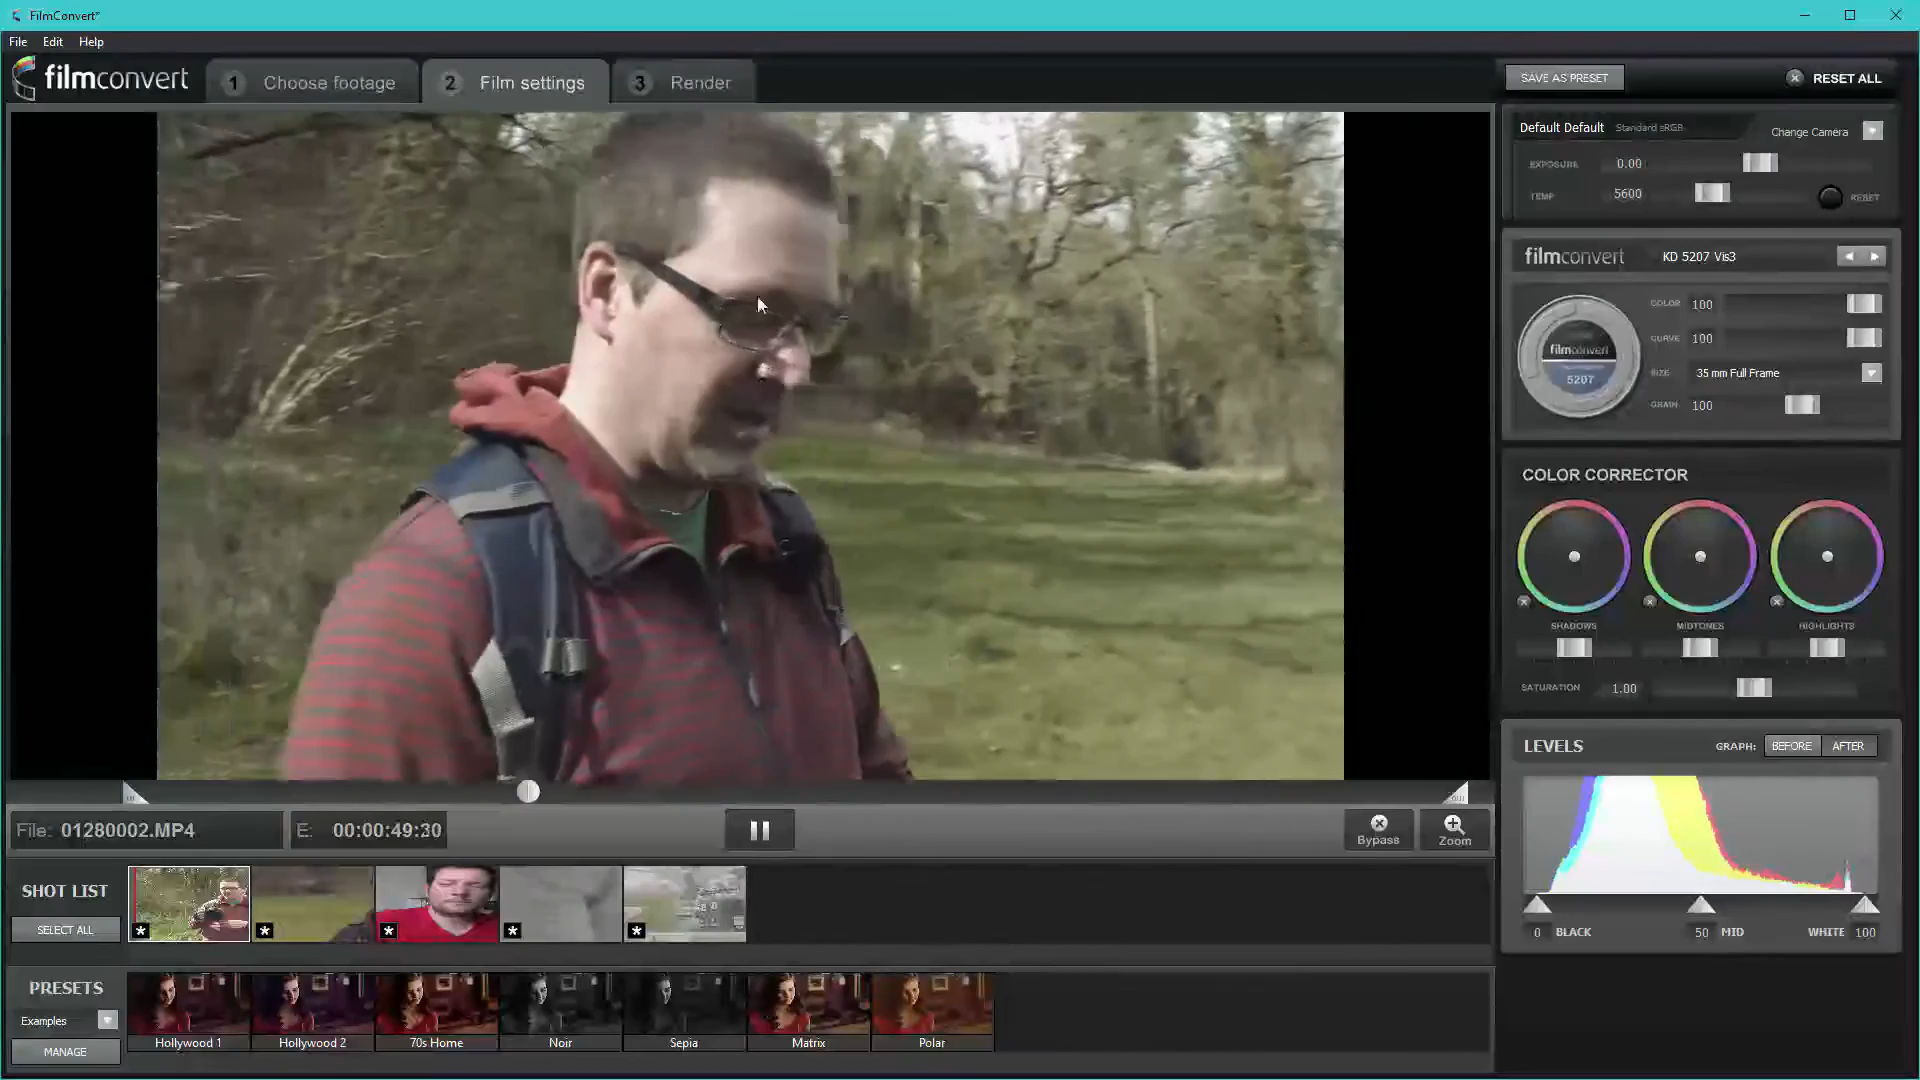 FilmConvert*
File Edit Help
filmconvert
1 Choose footage
2 Film settings
3 Render
SAVE AS PRESET
RESET ALL
Default Default Standard sRGB
Change Camera
EXPOSURE 0.00
TEMP 5600
RESET
filmconvert KD 5207 Vis3
COLOR 100
CURVE 100
SIZE 35 mm Full Frame
GRAIN 100
filmconvert
5207
COLOR CORRECTOR
SHADOWS MIDTONES HIGHLIGHTS
SATURATION 1.00
LEVELS GRAPH: BEFORE AFTER
0 BLACK 50 MID WHITE 100
File: 01280002.MP4
E: 00:00:49:30
Bypass
Zoom
SHOT LIST
SELECT ALL
PRESETS
Examples
MANAGE
Hollywood 1 Hollywood 2 70s Home Noir Sepia Matrix Polar